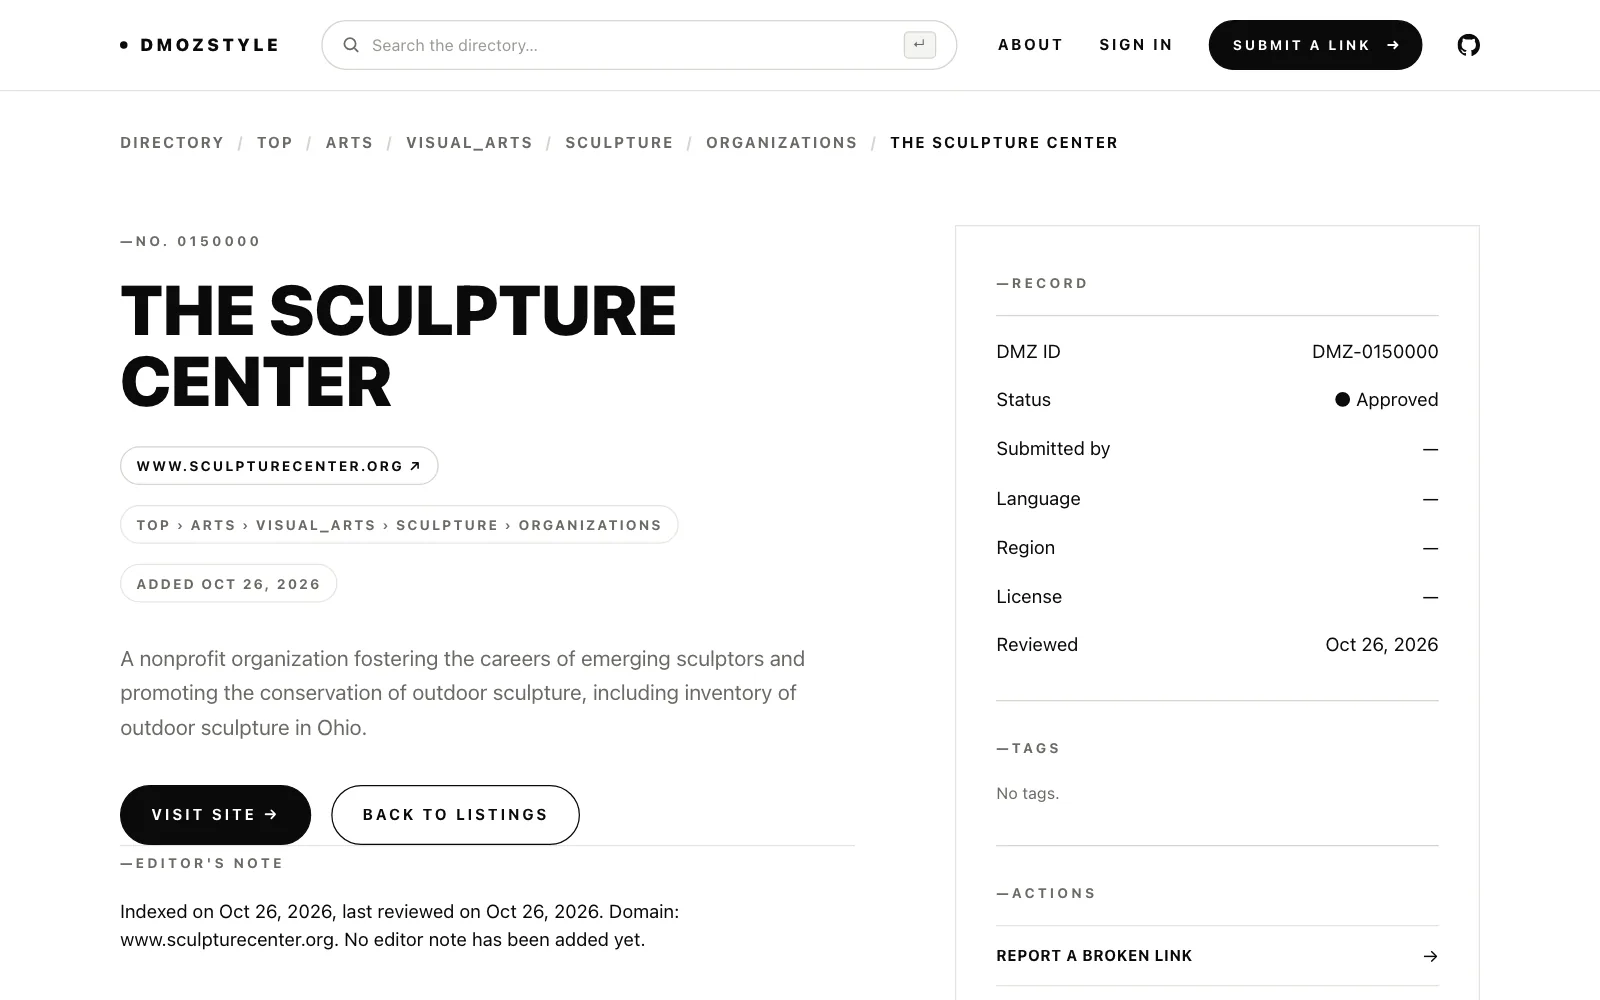 DMOZSTYLE
Search the directory...
ABOUT
SIGN IN
SUBMIT A LINK →
DIRECTORY / TOP / ARTS / VISUAL_ARTS / SCULPTURE / ORGANIZATIONS / THE SCULPTURE CENTER
—NO. 0150000
THE SCULPTURE
CENTER
WWW.SCULPTURECENTER.ORG ↗
TOP › ARTS › VISUAL_ARTS › SCULPTURE › ORGANIZATIONS
ADDED OCT 26, 2026
A nonprofit organization fostering the careers of emerging sculptors and
promoting the conservation of outdoor sculpture, including inventory of
outdoor sculpture in Ohio.
VISIT SITE →
BACK TO LISTINGS
—EDITOR'S NOTE
Indexed on Oct 26, 2026, last reviewed on Oct 26, 2026. Domain:
www.sculpturecenter.org. No editor note has been added yet.
—RECORD
DMZ ID DMZ-0150000
Status Approved
Submitted by —
Language —
Region —
License —
Reviewed Oct 26, 2026
—TAGS
No tags.
—ACTIONS
REPORT A BROKEN LINK →